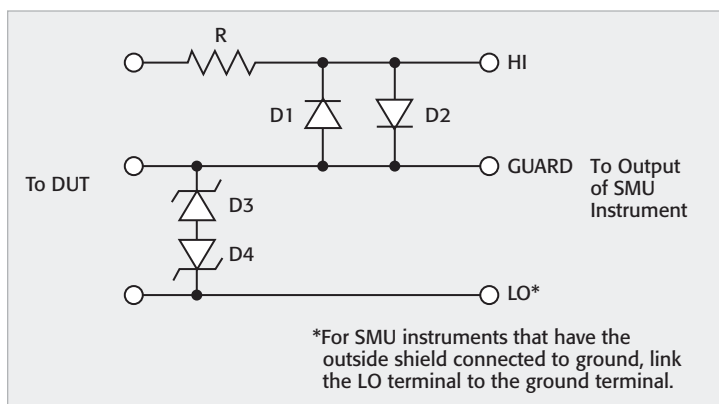 R
HI
D1
D2
To DUT
GUARD
To Output
of SMU
Instrument
D3
D4
LO*
*For SMU instruments that have the
outside shield connected to ground, link
the LO terminal to the ground terminal.